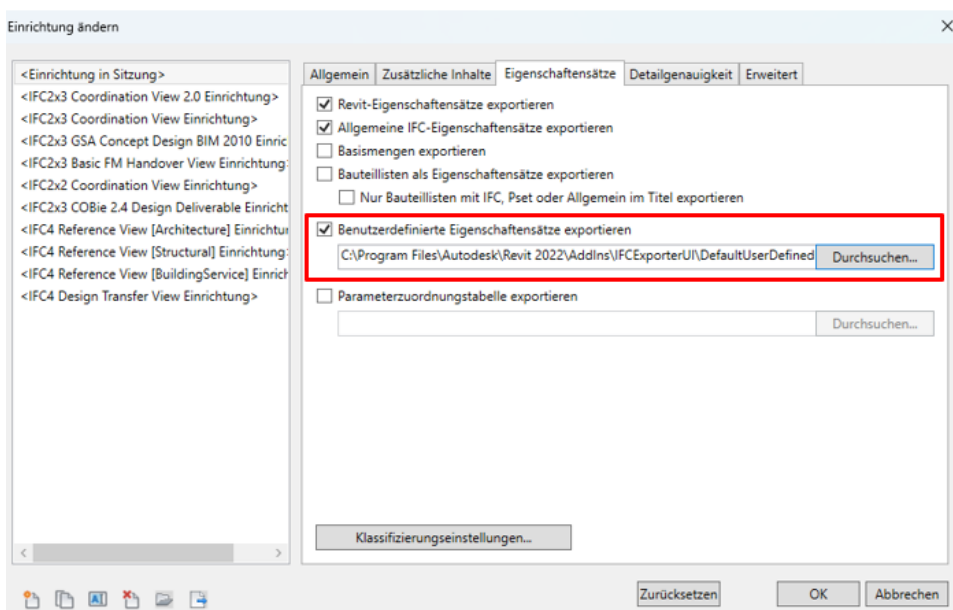 Einrichtung ändern
<Einrichtung in Sitzung>
<IFC2x3 Coordination View 2.0 Einrichtung>
<IFC2x3 Coordination View Einrichtung>
<IFC2x3 GSA Concept Design BIM 2010 Einric
<IFC2x3 Basic FM Handover View Einrichtung:
<IFC2x2 Coordination View Einrichtung>
<IFC2x3 COBie 2.4 Design Deliverable Einricht
<IFC4 Reference View [Architecture] Einrichtur
<IFC4 Reference View [Structural] Einrichtung:
<IFC4 Reference View [BuildingService] Einrich
<IFC4 Design Transfer View Einrichtung>
Allgemein Zusätzliche Inhalte Eigenschaftensätze Detailgenauigkeit Erweitert
Revit-Eigenschaftensätze exportieren
Allgemeine IFC-Eigenschaftensätze exportieren
Basismengen exportieren
Bauteillisten als Eigenschaftensätze exportieren
Nur Bauteillisten mit IFC, Pset oder Allgemein im Titel exportieren
Benutzerdefinierte Eigenschaftensätze exportieren
C:\Program Files\Autodesk\Revit 2022\AddIns\IFCExporterUI\DefaultUserDefined Durchsuchen...
Parameterzuordnungstabelle exportieren
Durchsuchen...
Klassifizierungseinstellungen...
Zurücksetzen OK Abbrechen